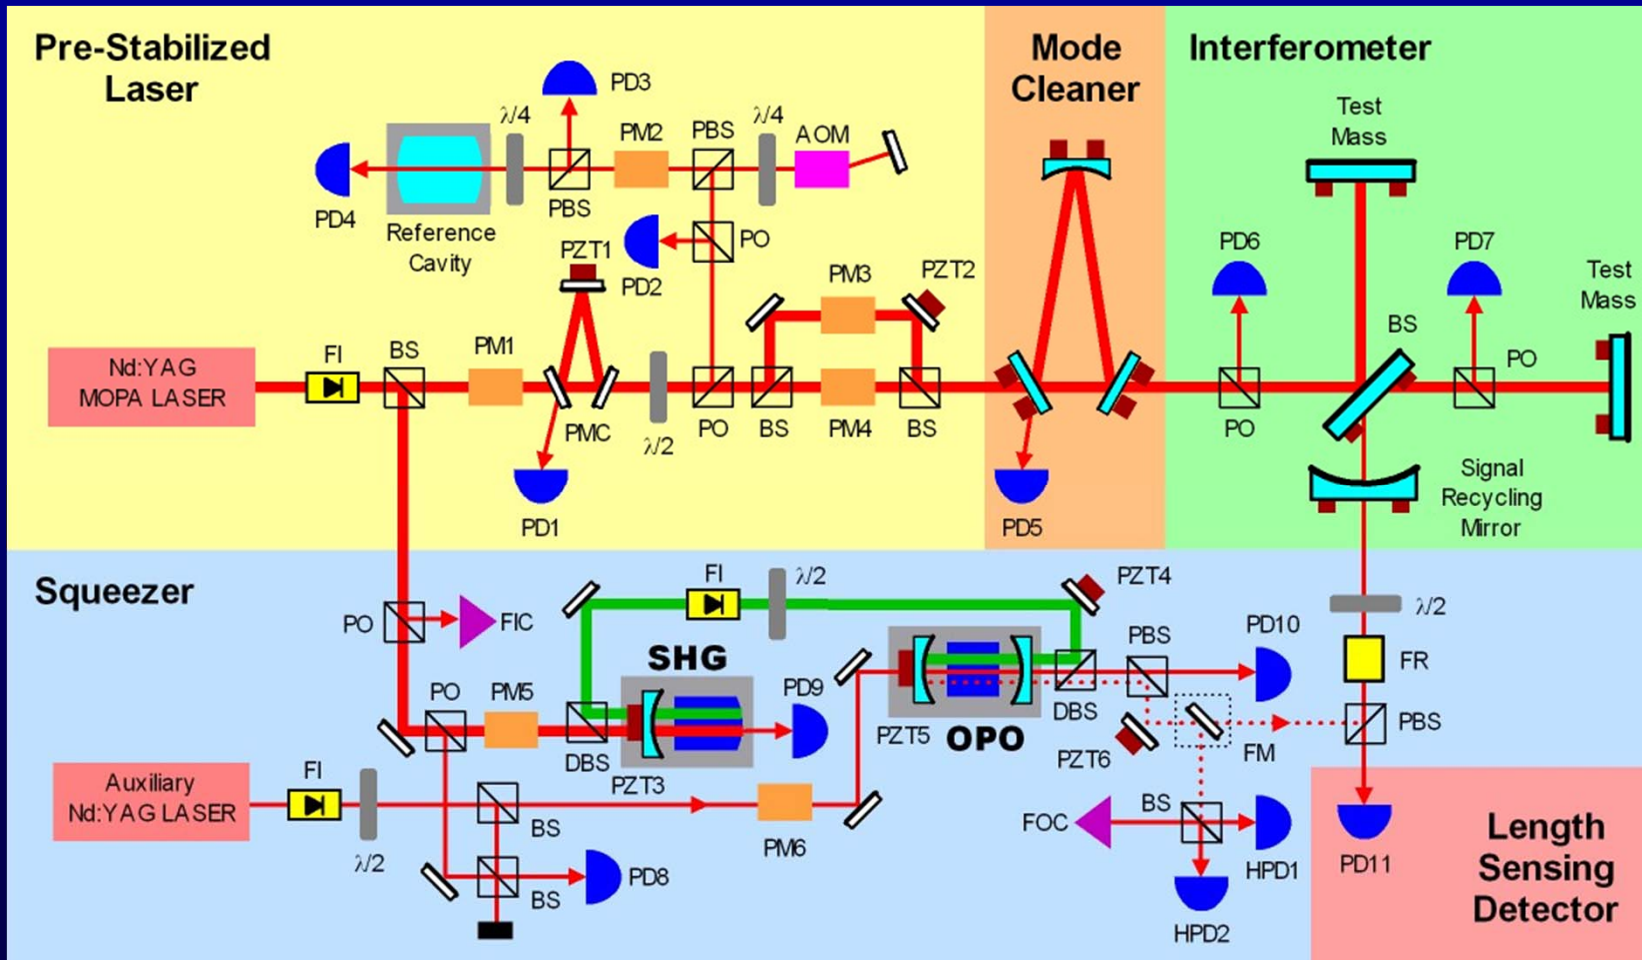 Pre-Stabilized
Laser
Mode
Cleaner
Interferometer
PD3
λ/4
PM2
PBS
λ/4
AOM
Test
Mass
PD4
PBS
Reference
Cavity
PO
PD2
PZT1
PM3
PZT2
PD6
PD7
Test
Mass
BS
PO
Nd:YAG
MOPA LASER
FI
BS
PM1
PMC
λ/2
PO
BS
PM4
BS
PO
PD1
PD5
Signal
Recycling
Mirror
Squeezer
FI
λ/2
PZT4
λ/2
PO
FIC
SHG
PBS
PD10
FR
PO
PM5
PD9
DBS
PZT3
PZT5
OPO
DBS
PZT6
FM
PBS
Auxiliary
Nd:YAG LASER
FI
λ/2
BS
PM6
FOC
BS
HPD1
PD11
BS
PD8
HPD2
Length
Sensing
Detector